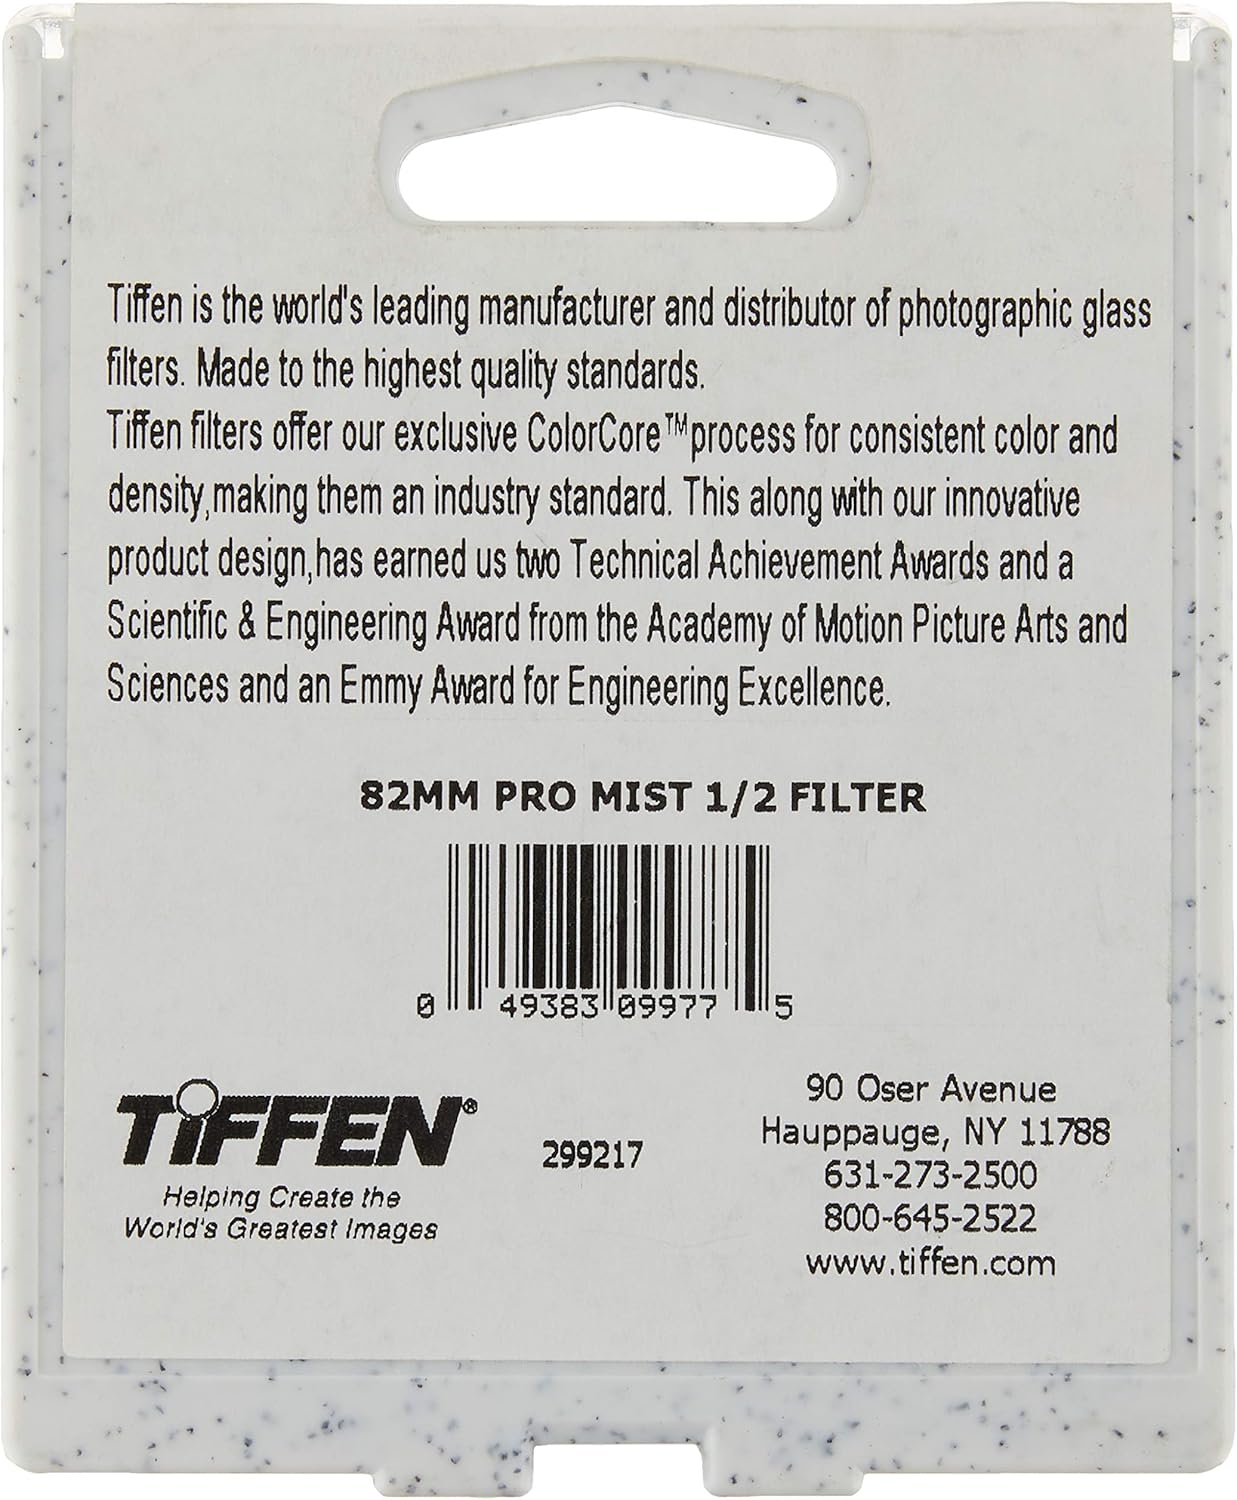 Tiffen is the world's leading manufacturer and distributor of photographic glass
filters. Made to the highest quality standards.
Tiffen filters offer our exclusive ColorCore™process for consistent color and
density,making them an industry standard. This along with our innovative
product design,has earned us two Technical Achievement Awards and a
Scientific & Engineering Award from the Academy of Motion Picture Arts and
Sciences and an Emmy Award for Engineering Excellence.
82MM PRO MIST 1/2 FILTER
0 49383 09977 5
TiFFEN®
Helping Create the
World's Greatest Images
299217
90 Oser Avenue
Hauppauge, NY 11788
631-273-2500
800-645-2522
www.tiffen.com